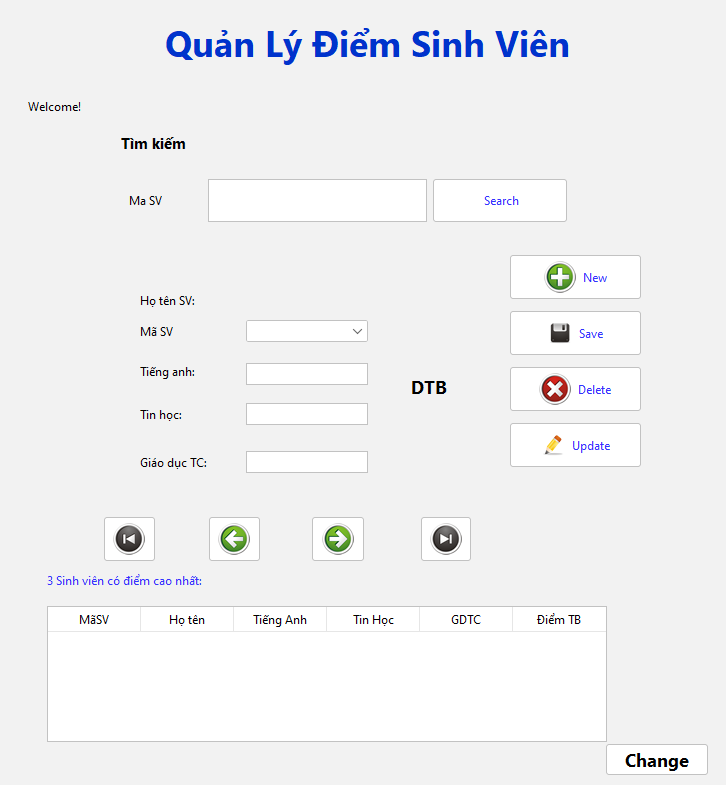 Quản Lý Điểm Sinh Viên
Welcome!
Tìm kiếm
Ma SV
Search
New
Họ tên SV:
Mã SV
Save
Tiếng anh:
DTB
Delete
Tin học:
Update
Giáo dục TC:
3 Sinh viên có điểm cao nhất:
MãSV Họ tên Tiếng Anh Tin Học GDTC Điểm TB
Change